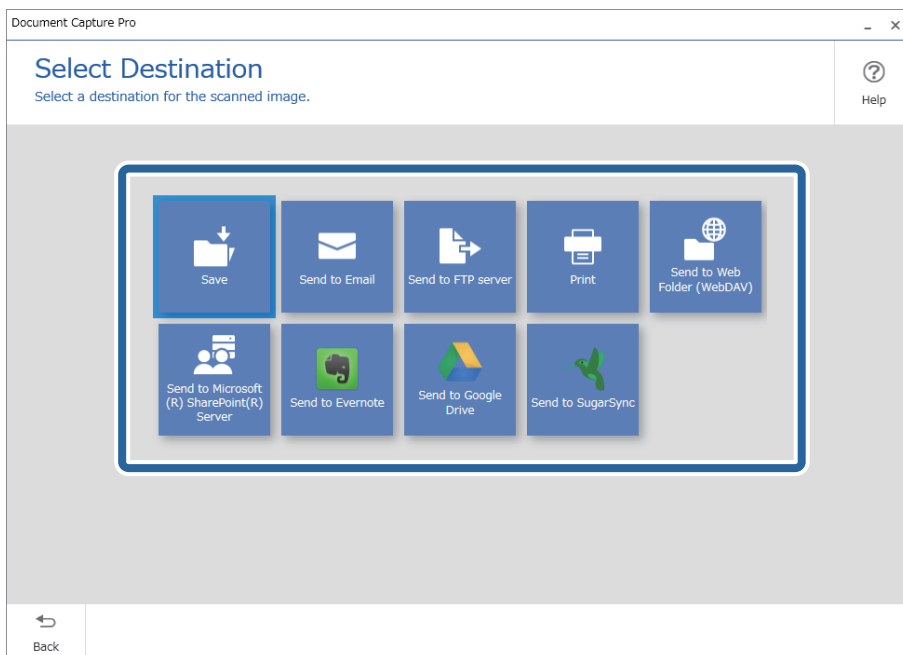 Document Capture Pro
Select Destination
Select a destination for the scanned image.
Help
Save
Send to Email
Send to FTP server
Print
Send to Web
Folder (WebDAV)
Send to Microsoft
(R) SharePoint(R)
Server
Send to Evernote
Send to Google
Drive
Send to SugarSync
Back